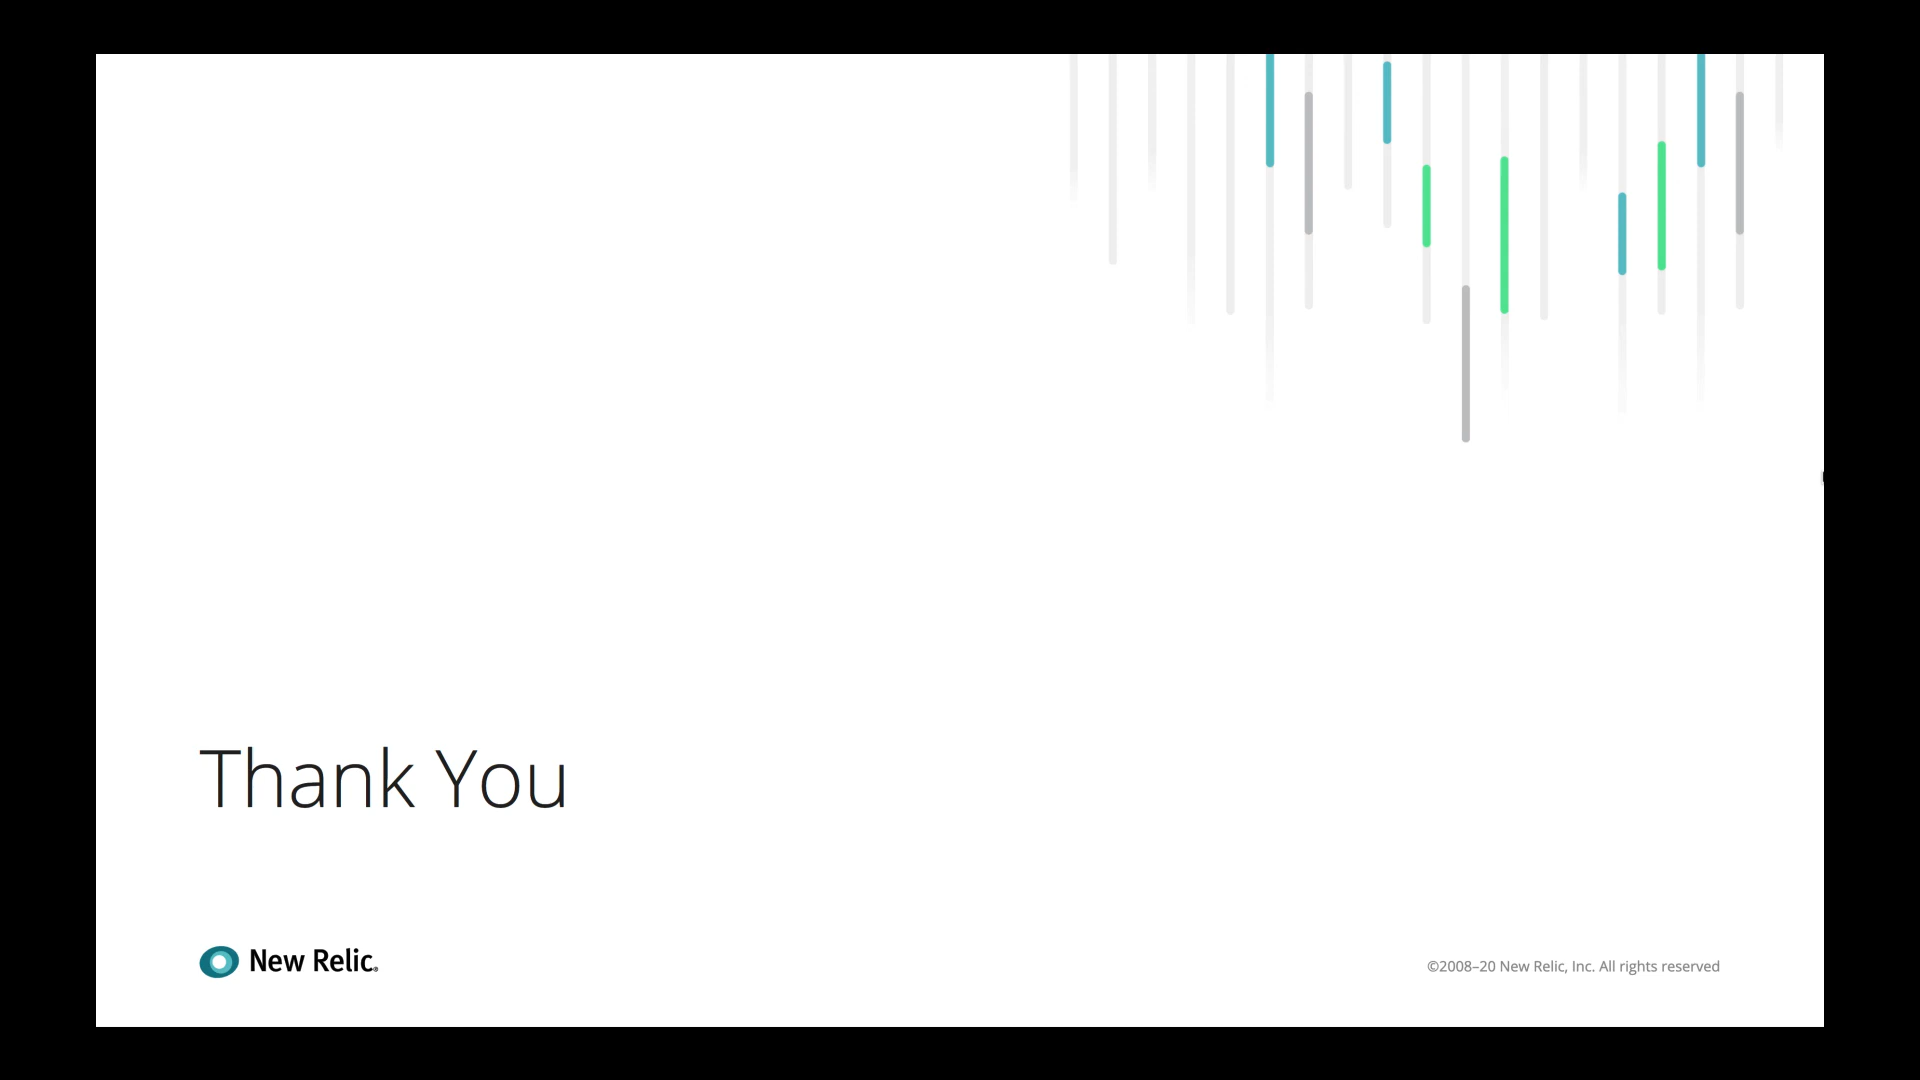 Thank You
New Relic®
©2008–20 New Relic, Inc. All rights reserved